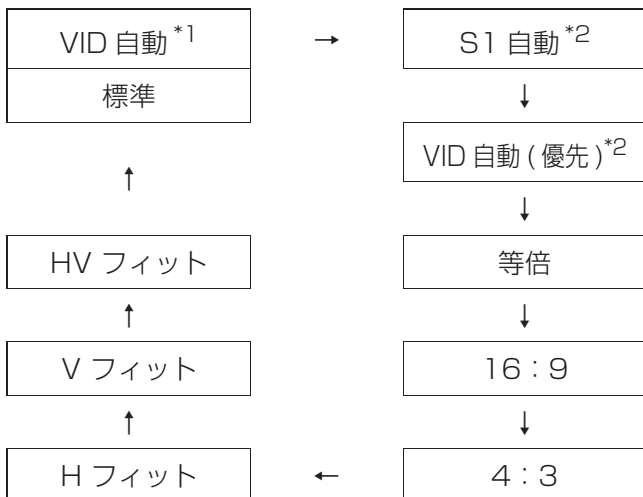 VID 自動*1
→
S1 自動*2
標準
↓
VID 自動 ( 優先 )*2
↑
↓
HV フィット
等倍
↑
↓
V フィット
16：9
↑
↓
H フィット
←
4：3